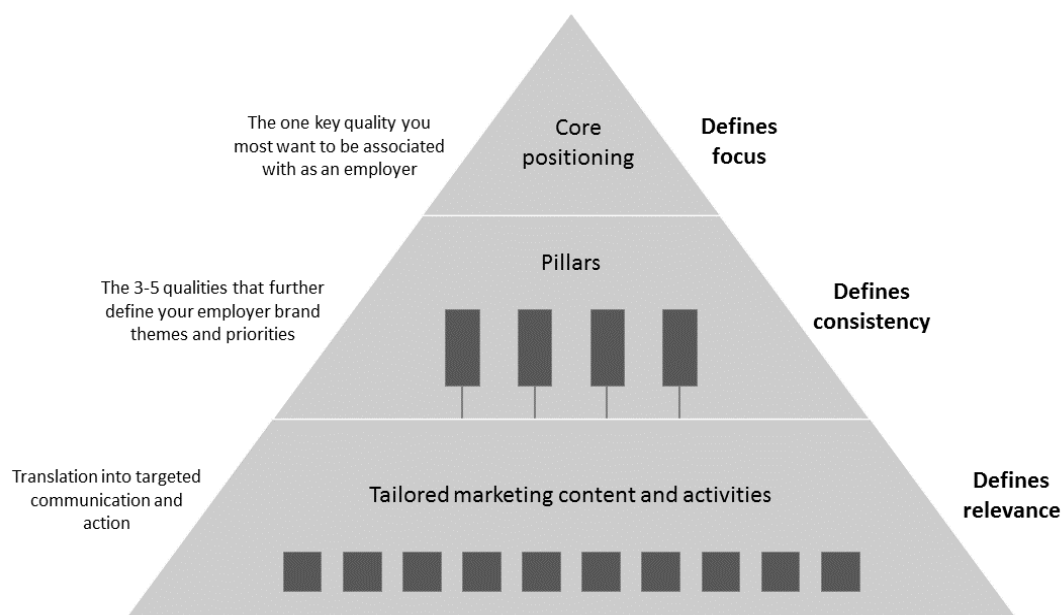 The one key quality you
most want to be associated
with as an employer
Core
positioning
Defines
focus
The 3-5 qualities that further
define your employer brand
themes and priorities
Pillars
Defines
consistency
Translation into targeted
communication and
action
Tailored marketing content and activities
Defines
relevance